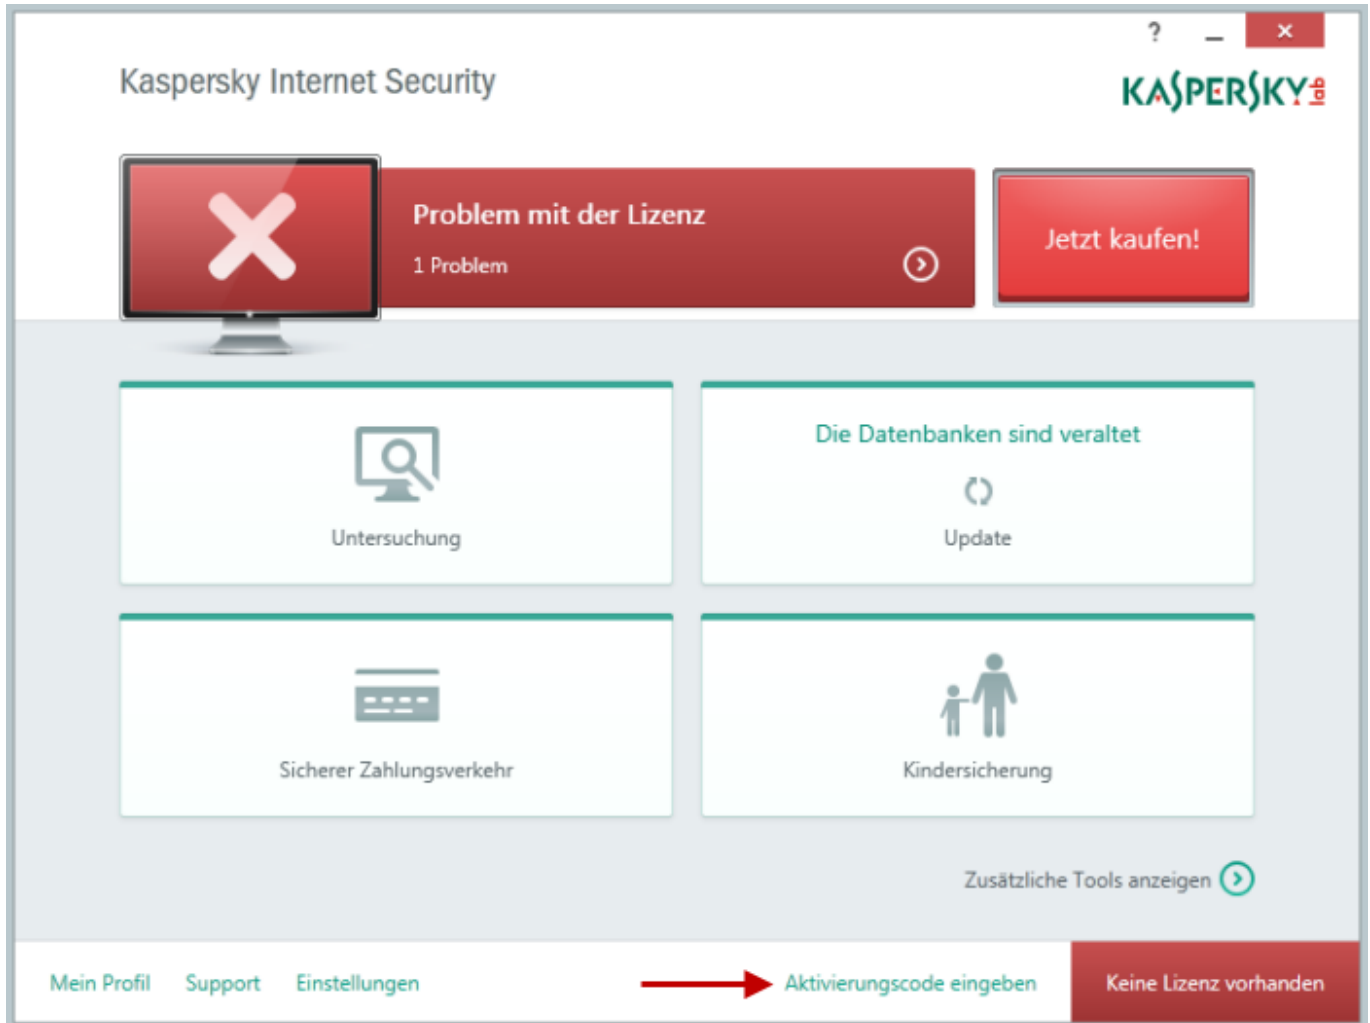 ?
Kaspersky Internet Security
KASPERSKY lab
Problem mit der Lizenz
1 Problem
Jetzt kaufen!
Untersuchung
Die Datenbanken sind veraltet
Update
Sicherer Zahlungsverkehr
Kindersicherung
Zusätzliche Tools anzeigen
Mein Profil Support Einstellungen Aktivierungscode eingeben Keine Lizenz vorhanden